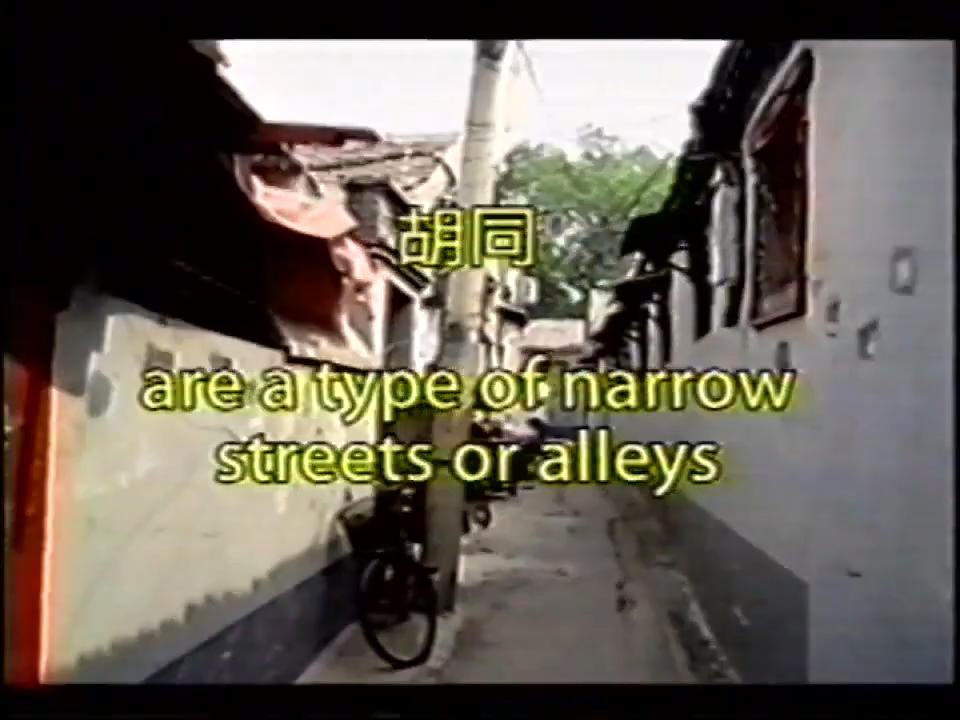 胡同
are a type of narrow
streets or alleys